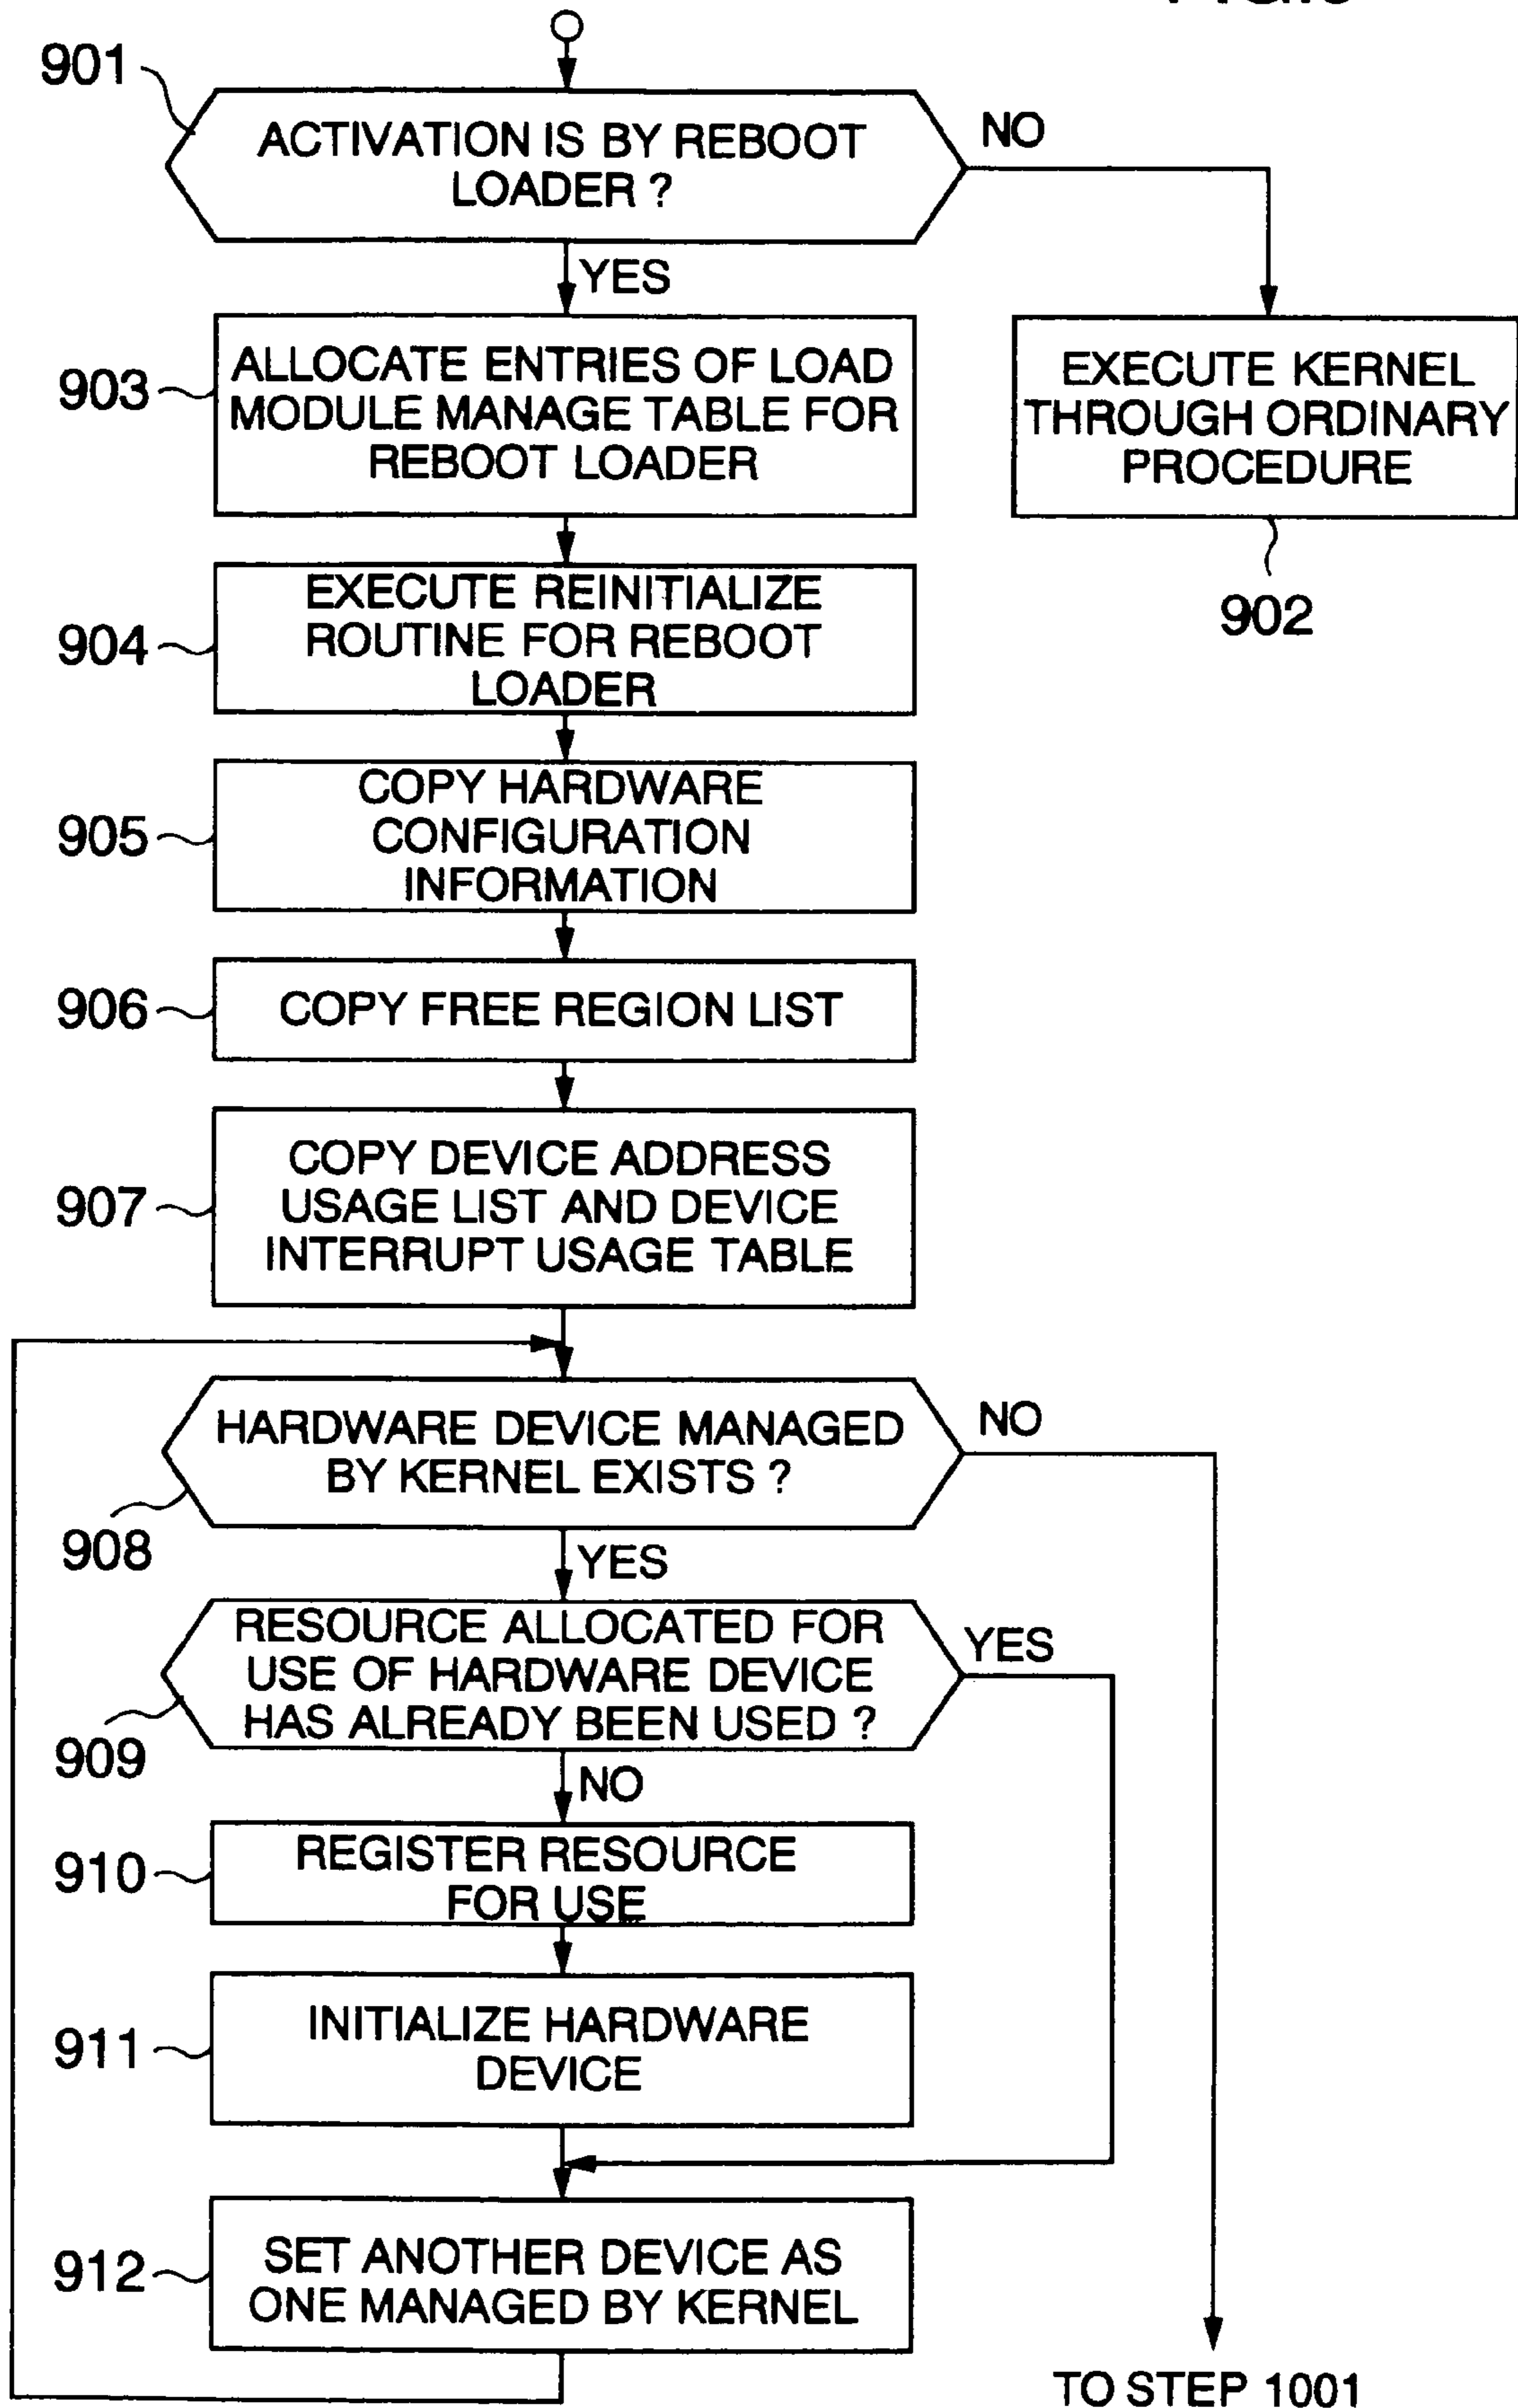 901
ACTIVATION IS BY REBOOT
LOADER ?
NO
YES
903
ALLOCATE ENTRIES OF LOAD
MODULE MANAGE TABLE FOR
REBOOT LOADER
EXECUTE KERNEL
THROUGH ORDINARY
PROCEDURE
902
904
EXECUTE REINITIALIZE
ROUTINE FOR REBOOT
LOADER
905
COPY HARDWARE
CONFIGURATION
INFORMATION
906
COPY FREE REGION LIST
907
COPY DEVICE ADDRESS
USAGE LIST AND DEVICE
INTERRUPT USAGE TABLE
908
HARDWARE DEVICE MANAGED
BY KERNEL EXISTS ?
NO
YES
909
RESOURCE ALLOCATED FOR
USE OF HARDWARE DEVICE
HAS ALREADY BEEN USED ?
YES
NO
910
REGISTER RESOURCE
FOR USE
911
INITIALIZE HARDWARE
DEVICE
912
SET ANOTHER DEVICE AS
ONE MANAGED BY KERNEL
TO STEP 1001